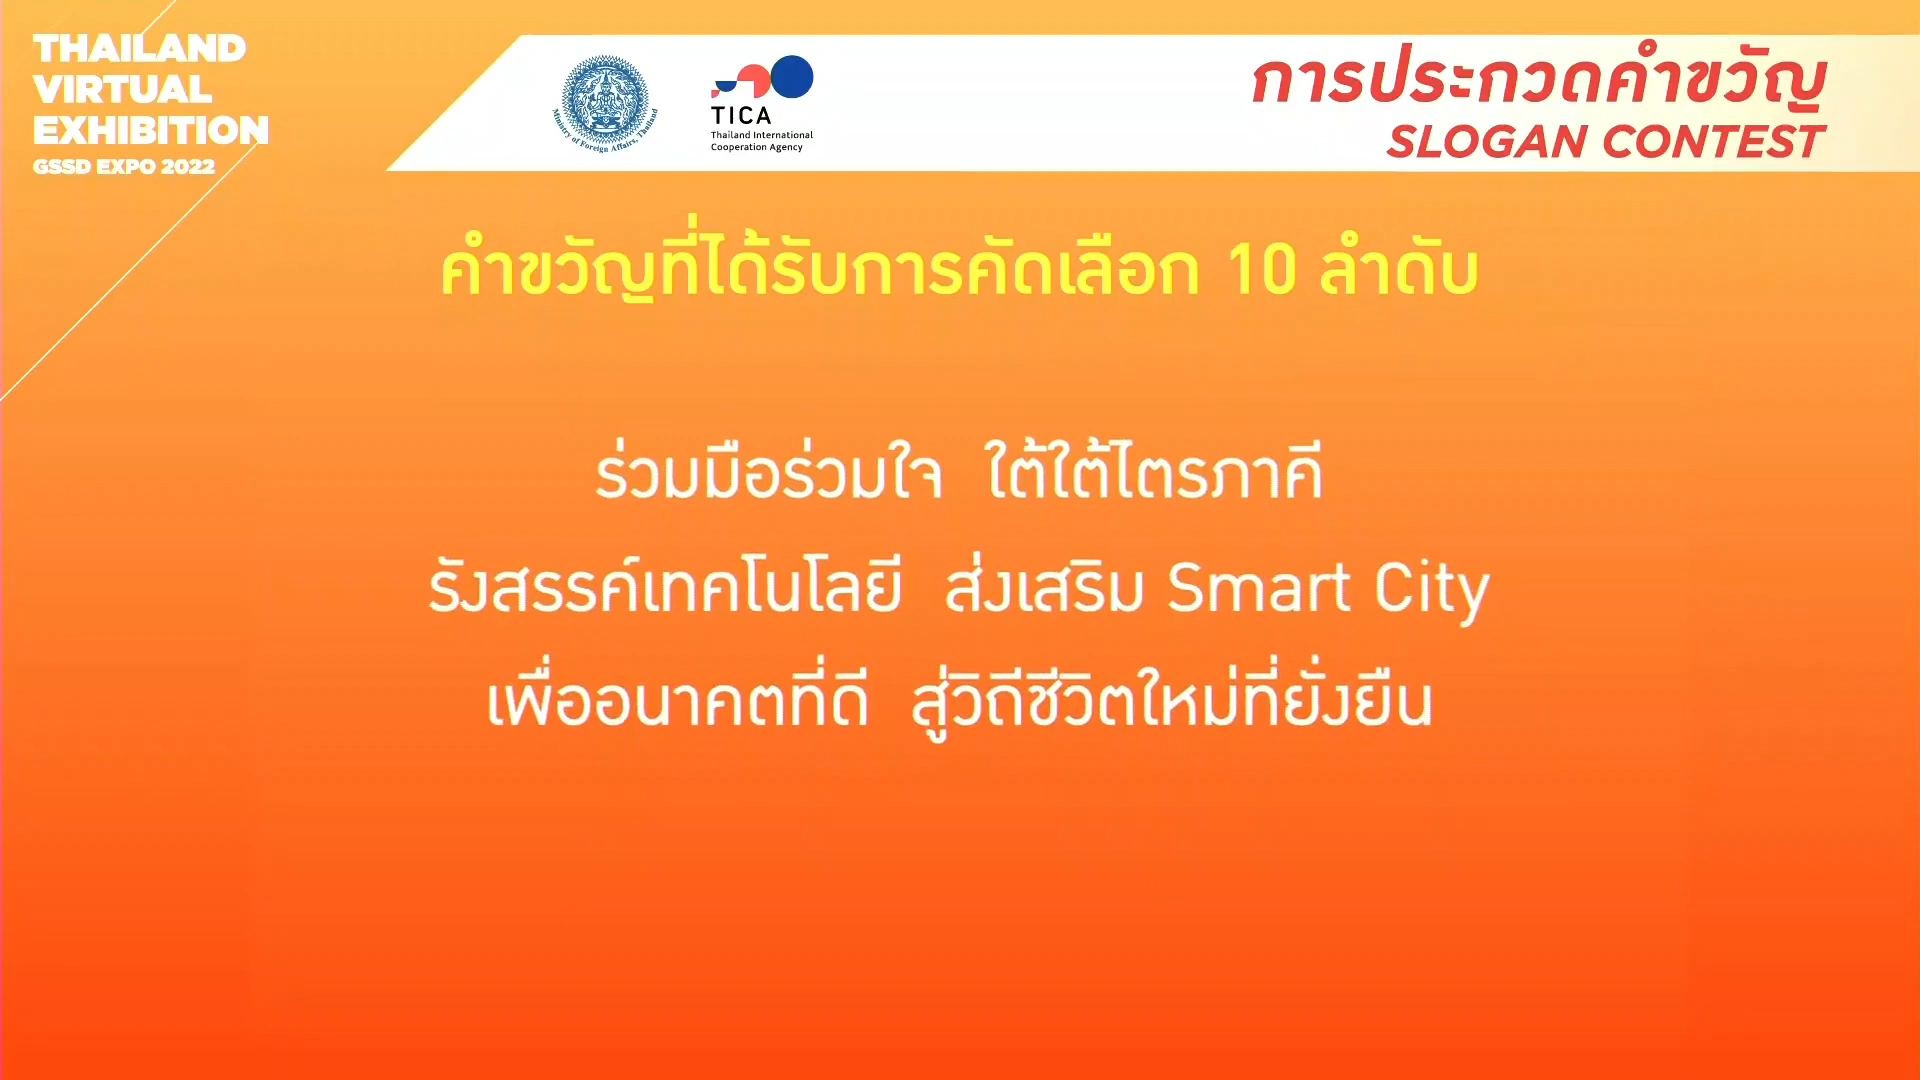 THAILAND
VIRTUAL
EXHIBITION
GSSD EXPO 2022
Ministry of Foreign Affairs, Thailand
TICA
Thailand International
Cooperation Agency
การประกวดคำขวัญ
SLOGAN CONTEST
คำขวัญที่ได้รับการคัดเลือก 10 ลำดับ
ร่วมมือร่วมใจ ใต้ใต้ไตรภาคี
รังสรรค์เทคโนโลยี ส่งเสริม Smart City
เพื่ออนาคตที่ดี สู่วิถีชีวิตใหม่ที่ยั่งยืน